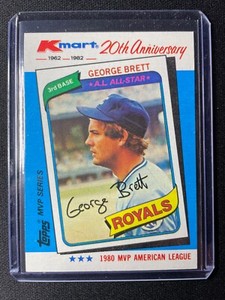 Kmart 20th Anniversary
1962 1982
GEORGE BRETT
3rd BASE
A.L. ALL-STAR
George Brett
ROYALS
Topps MVP SERIES
★★★ 1980 MVP AMERICAN LEAGUE